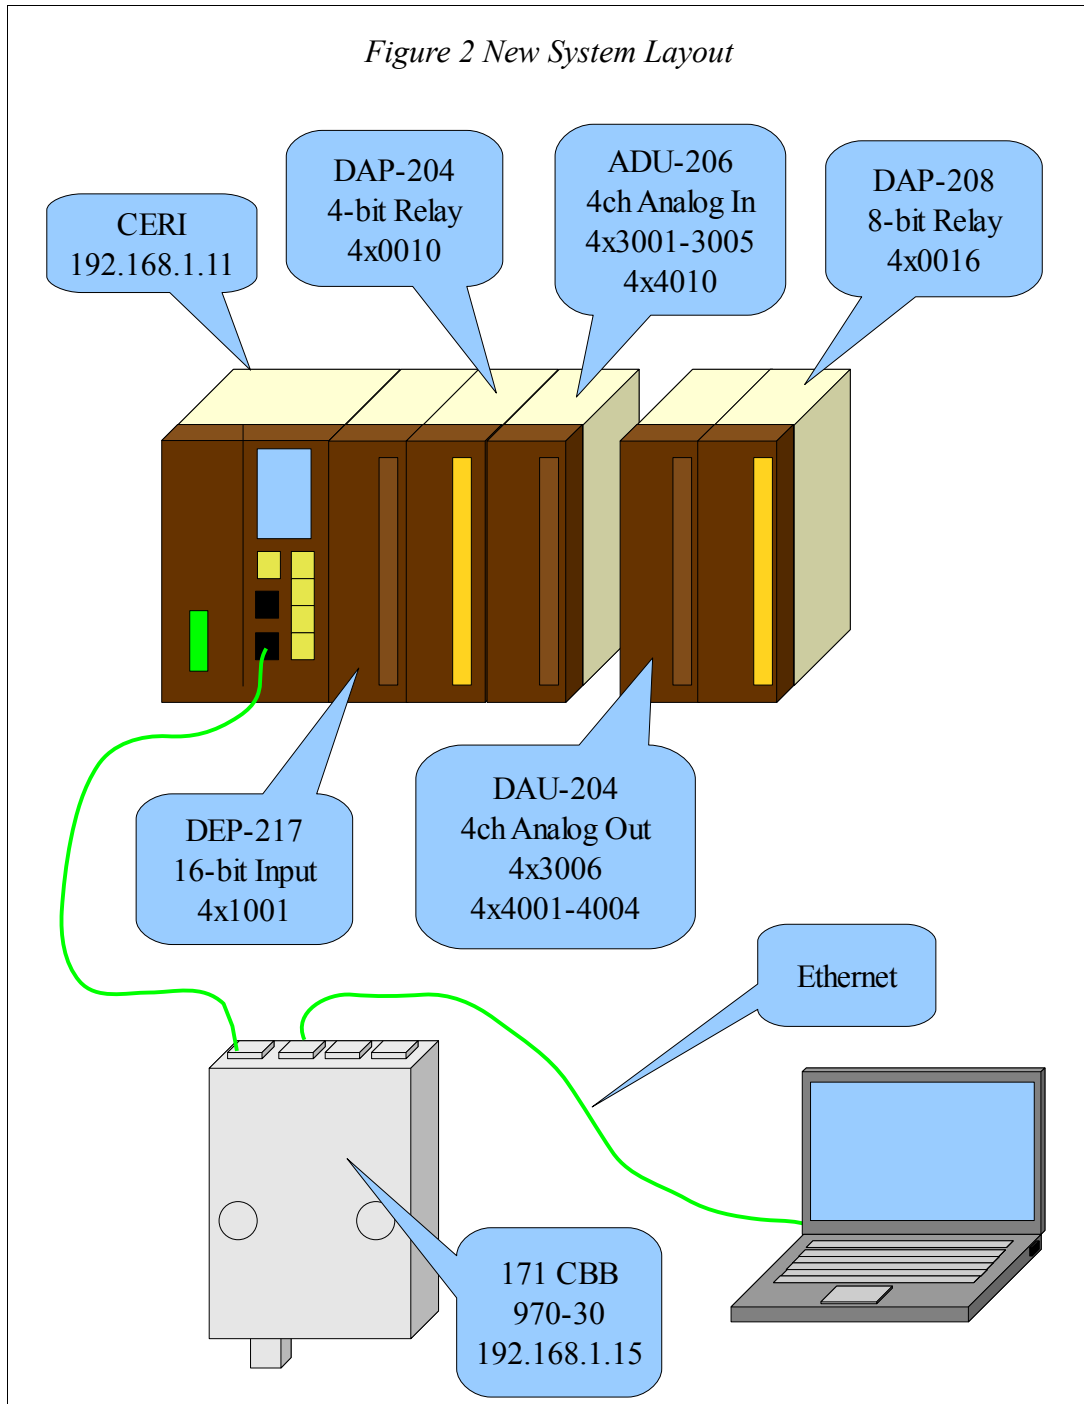 Figure 2 New System Layout
CERI
192.168.1.11
DAP-204
4-bit Relay
4x0010
ADU-206
4ch Analog In
4x3001-3005
4x4010
DAP-208
8-bit Relay
4x0016
DEP-217
16-bit Input
4x1001
DAU-204
4ch Analog Out
4x3006
4x4001-4004
Ethernet
171 CBB
970-30
192.168.1.15